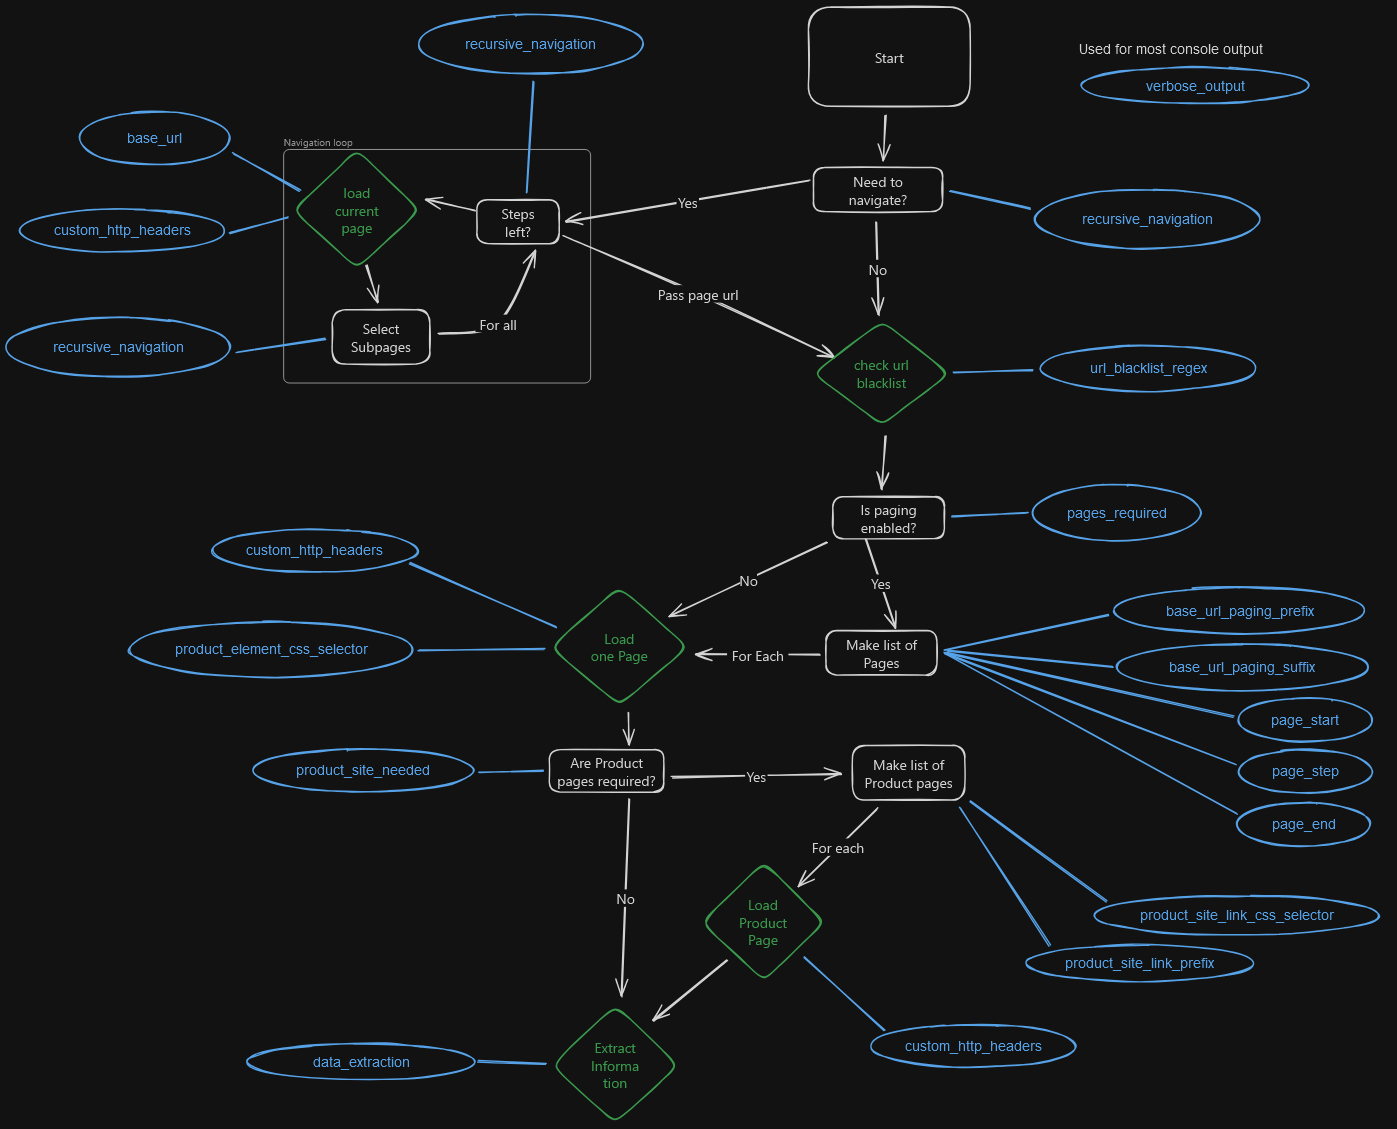 recursive_navigation
Start
Used for most console output
verbose_output
base_url
Navigation loop
load
current
page
Steps
left?
Yes
Need to
navigate?
recursive_navigation
custom_http_headers
No
Pass page url
recursive_navigation
Select
Subpages
For all
check url
blacklist
url_blacklist_regex
Is paging
enabled?
pages_required
custom_http_headers
No
Yes
product_element_css_selector
Load
one Page
For Each
Make list of
Pages
base_url_paging_prefix
base_url_paging_suffix
page_start
page_step
page_end
product_site_needed
Are Product
pages required?
Yes
Make list of
Product pages
For each
No
Load
Product
Page
product_site_link_css_selector
product_site_link_prefix
custom_http_headers
data_extraction
Extract
Informa
tion